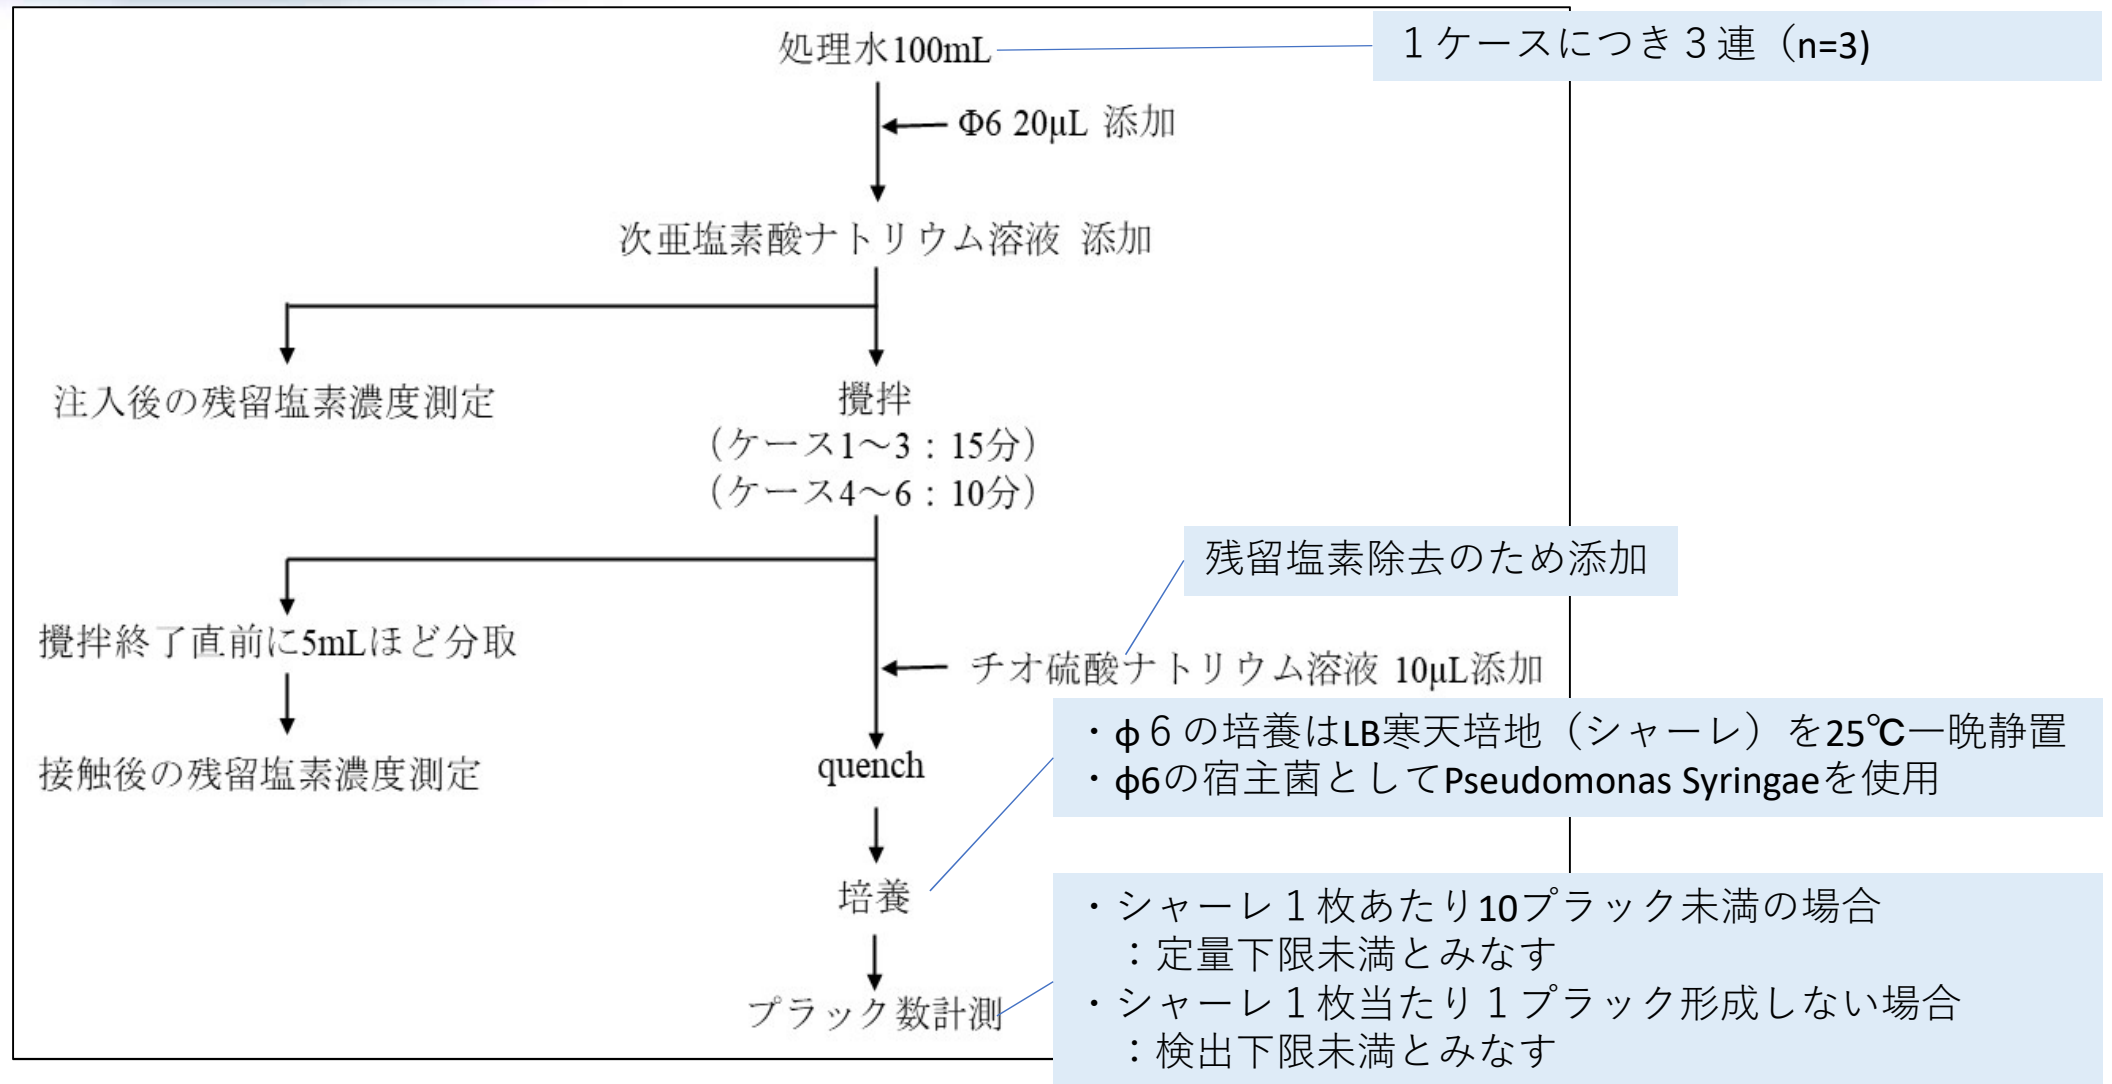 処理水100mL
１ケースにつき３連（n=3)
Φ6 20μL 添加
次亜塩素酸ナトリウム溶液 添加
注入後の残留塩素濃度測定
攪拌
（ケース1～3：15分）
（ケース4～6：10分）
残留塩素除去のため添加
攪拌終了直前に5mLほど分取
チオ硫酸ナトリウム溶液 10μL添加
接触後の残留塩素濃度測定
quench
・φ６の培養はLB寒天培地（シャーレ）を25℃一晩静置
・φ6の宿主菌としてPseudomonas Syringaeを使用
培養
・シャーレ１枚あたり10プラック未満の場合
：定量下限未満とみなす
・シャーレ１枚当たり１プラック形成しない場合
：検出下限未満とみなす
プラック数計測